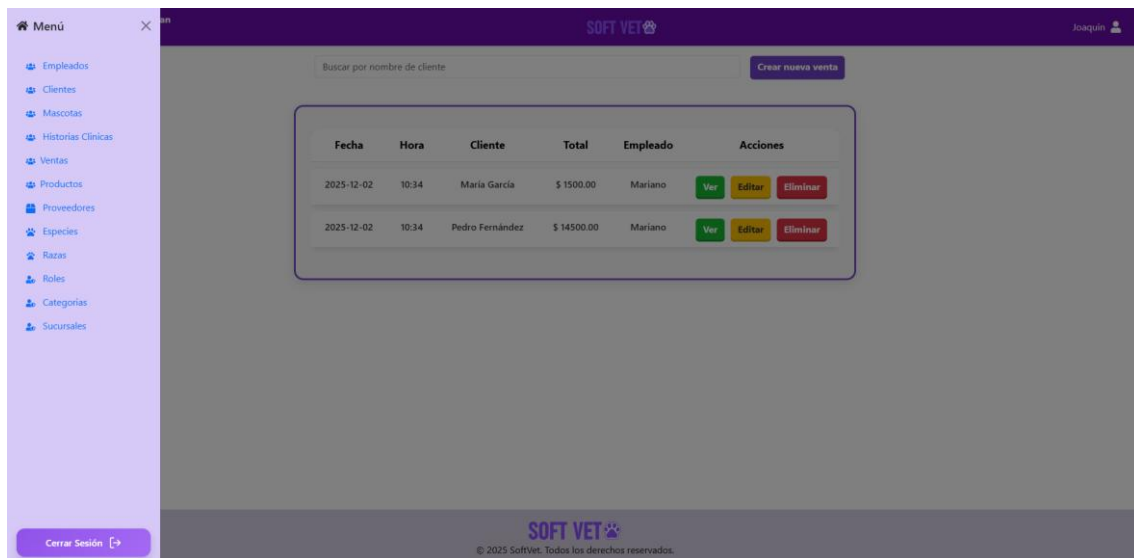 Menú
an
SOFT VET
Joaquin
Buscar por nombre de cliente
Crear nueva venta
Empleados
Clientes
Mascotas
Historias Clínicas
Ventas
Productos
Proveedores
Especies
Razas
Roles
Categorias
Sucursales
Fecha Hora Cliente Total Empleado Acciones
2025-12-02 10:34 María García $ 1500.00 Mariano Ver Editar Eliminar
2025-12-02 10:34 Pedro Fernández $ 14500.00 Mariano Ver Editar Eliminar
Cerrar Sesión
SOFT VET
© 2025 SoftVet. Todos los derechos reservados.